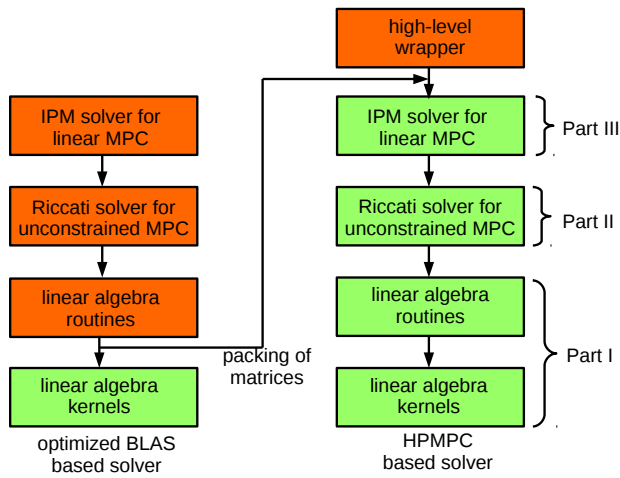 high-level
wrapper
IPM solver for
linear MPC
IPM solver for
linear MPC
Part III
Riccati solver for
unconstrained MPC
Riccati solver for
unconstrained MPC
Part II
linear algebra
routines
linear algebra
routines
packing of
matrices
Part I
linear algebra
kernels
linear algebra
kernels
optimized BLAS
based solver
HPMPC
based solver